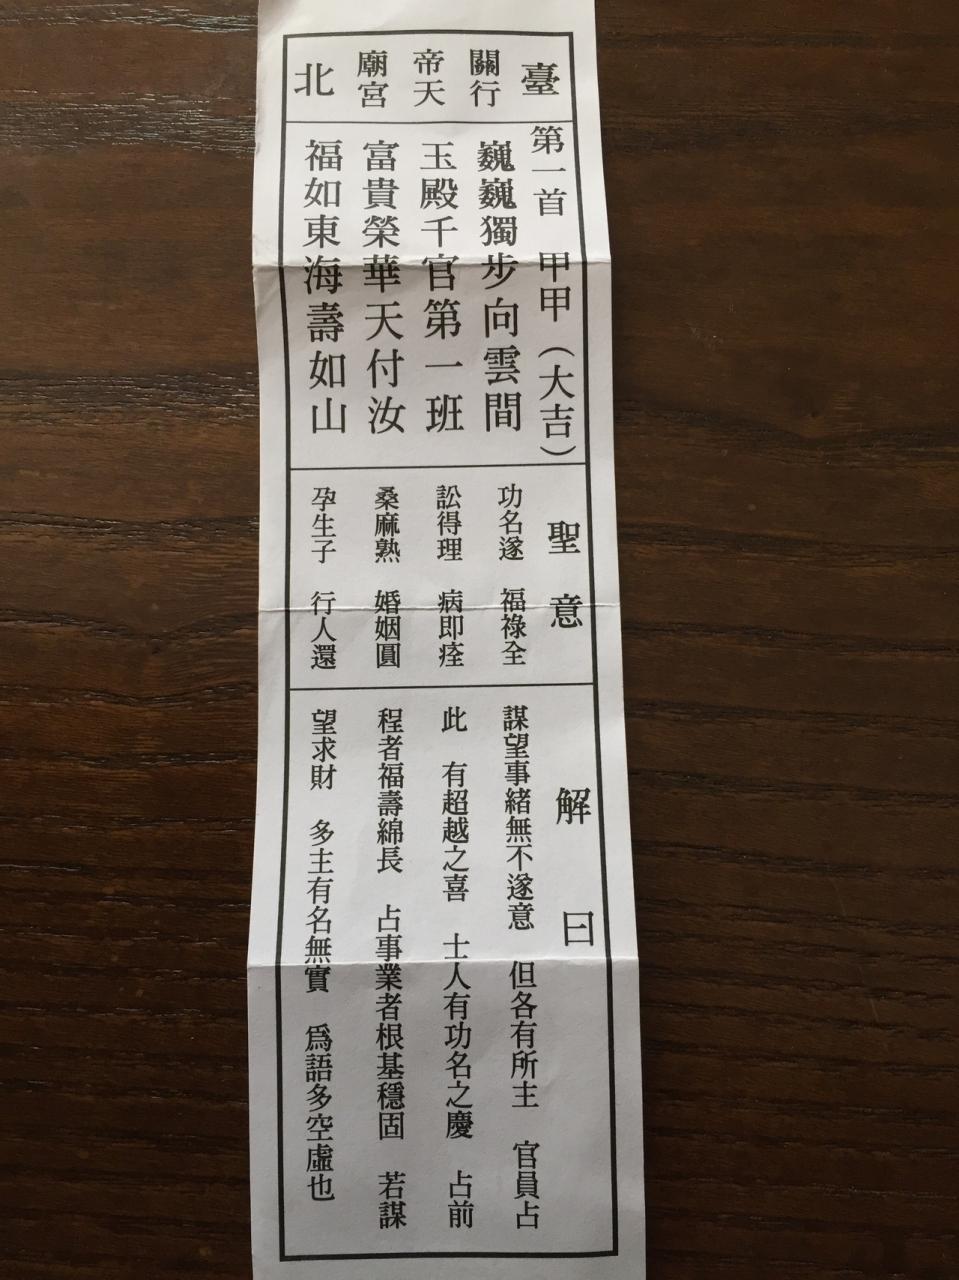 臺
關行
帝天
廟宮
北
第一首 甲甲(大吉)
巍巍獨步向雲間
玉殿千官第一班
富貴榮華天付汝
福如東海壽如山
聖意
功名遂 福祿全
訟得理 病即痊
桑麻熟 婚姻圓
孕生子 行人還
解曰
謀望事緒無不遂意 但各有所主 官員占
此 有超越之喜 士人有功名之慶 占前
程者福壽綿長 占事業者根基穩固 若謀
望求財 多主有名無實 爲語多空虛也